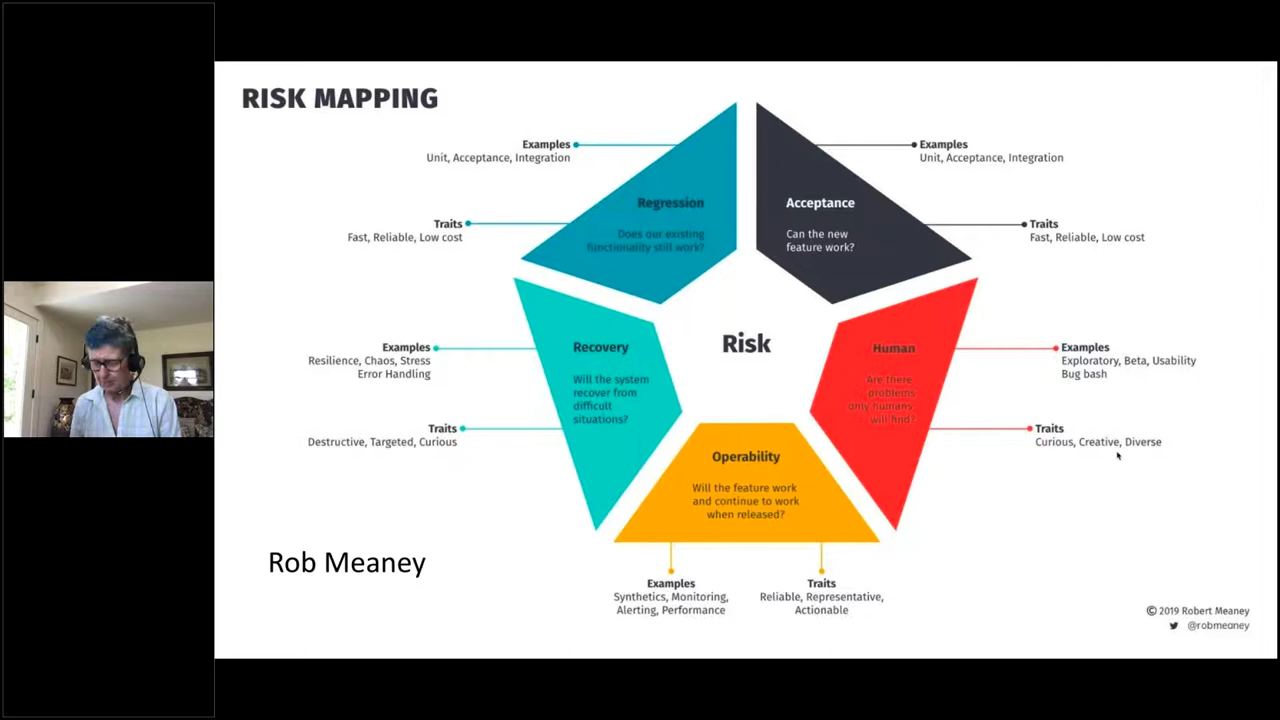 RISK MAPPING
Examples
Unit, Acceptance, Integration
Traits
Fast, Reliable, Low cost
Regression
Does our existing
functionality still work?
Acceptance
Can the new
feature work?
Examples
Unit, Acceptance, Integration
Traits
Fast, Reliable, Low cost
Examples
Resilience, Chaos, Stress
Error Handling
Traits
Destructive, Targeted, Curious
Recovery
Will the system
recover from
difficult
situations?
Risk
Human
Are there
problems
only humans
will find?
Examples
Exploratory, Beta, Usability
Bug bash
Traits
Curious, Creative, Diverse
Operability
Will the feature work
and continue to work
when released?
Examples
Synthetics, Monitoring,
Alerting, Performance
Traits
Reliable, Representative,
Actionable
Rob Meaney
© 2019 Robert Meaney
@robmeaney